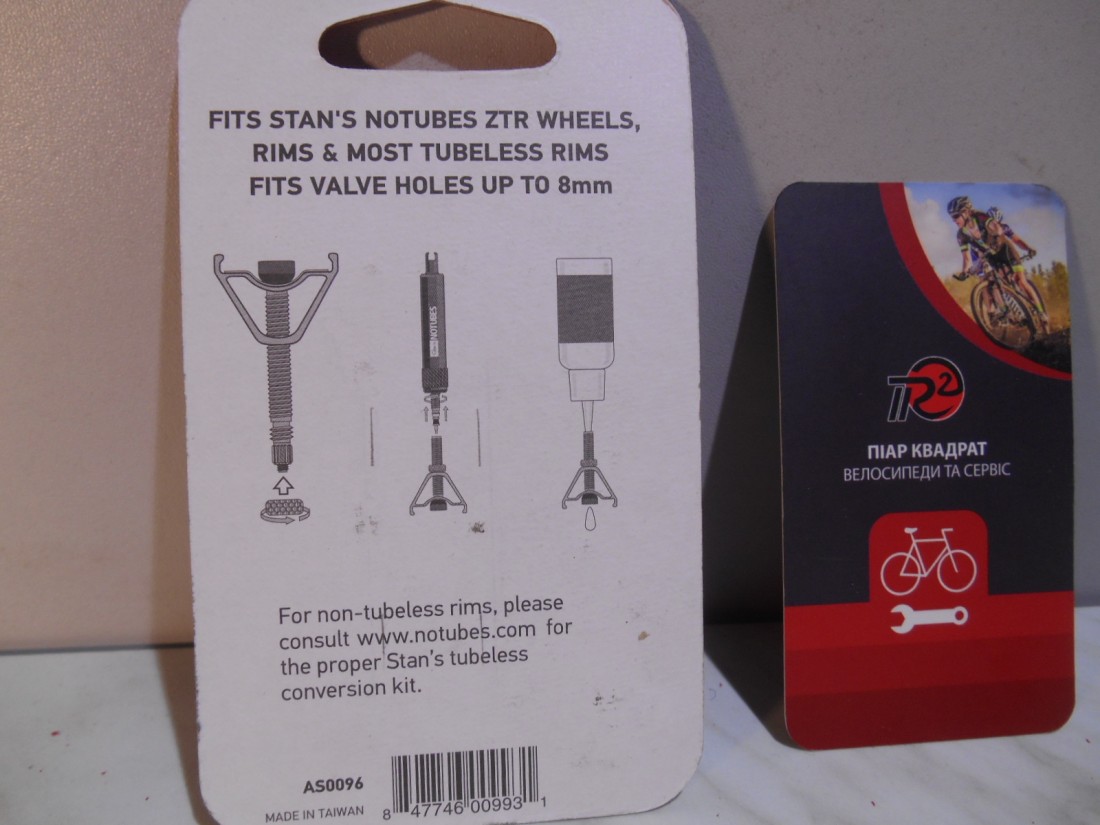 FITS STAN'S NOTUBES ZTR WHEELS,
RIMS & MOST TUBELESS RIMS
FITS VALVE HOLES UP TO 8mm
NOTUBES
For non-tubeless rims, please
consult www.notubes.com for
the proper Stan's tubeless
conversion kit.
AS0096
MADE IN TAIWAN
8 47746 00993 1
ПR2
ПІАР КВАДРАТ
ВЕЛОСИПЕДИ ТА СЕРВІС